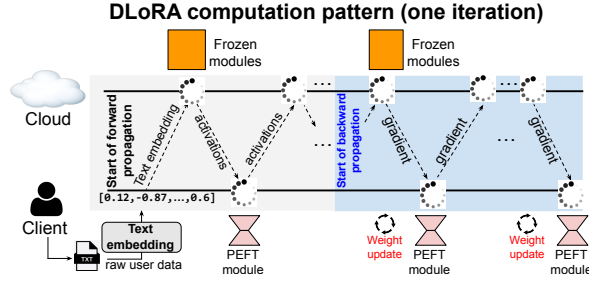 DLoRA computation pattern (one iteration)
Frozen
modules
Frozen
modules
Cloud
Start of forward
propagation
Text embedding
activations
activations
...
...
Start of backward
propagation
gradient
gradient
...
...
gradient
[0.12,-0.87,...,0.6]
Client
TXT
Text
embedding
raw user data
PEFT
module
Weight
update
PEFT
module
Weight
update
PEFT
module